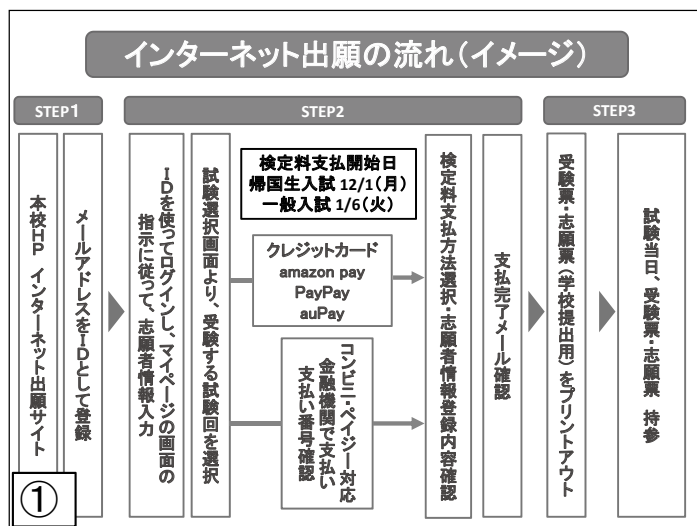 インターネット出願の流れ（イメージ）
STEP1
STEP2
STEP3
本校HP　インターネット出願サイト
メールアドレスをIDとして登録
IDを使ってログインし、マイページの画面の
指示に従って、志願者情報入力
試験選択画面より、受験する試験回を選択
検定料支払開始日
帰国生入試 12/1（月）
一般入試 1/6（火）
クレジットカード
amazon pay
PayPay
auPay
コンビニ・ペイジー対応
金融機関で支払い
支払い番号確認
検定料支払方法選択・志願者情報登録内容確認
支払完了メール確認
受験票・志願票（学校提出用）をプリントアウト
試験当日、受験票・志願票　持参
①